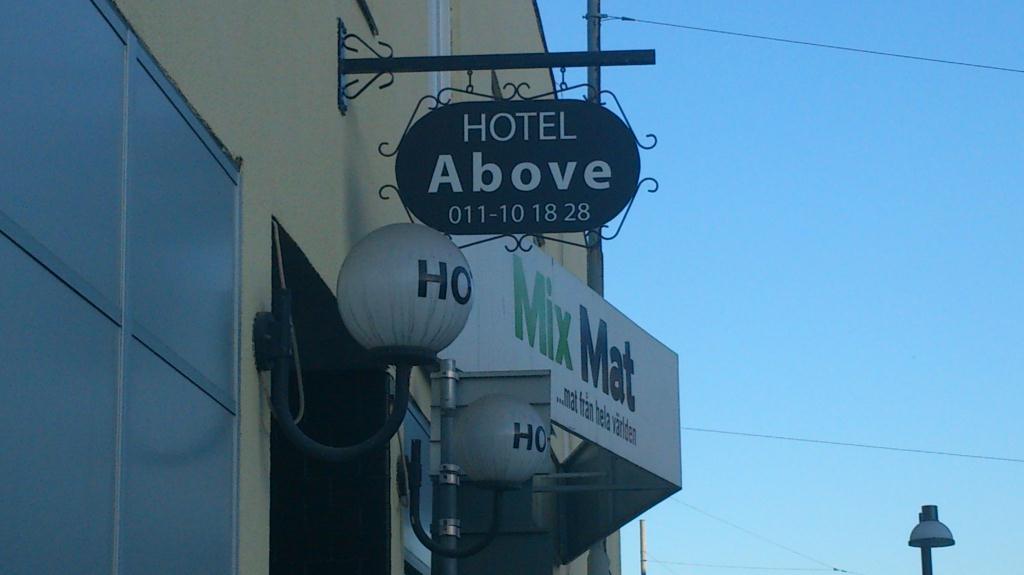 HOTEL
Above
011-10 18 28
HO
Mix Mat
...mat från hela världen
HO